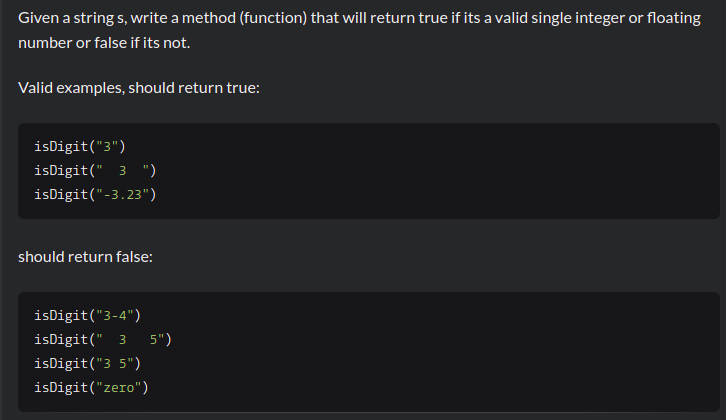 Given a string s, write a method (function) that will return true if its a valid single integer or floating
number or false if its not.
Valid examples, should return true:
isDigit("3")
isDigit("  3  ")
isDigit("-3.23")
should return false:
isDigit("3-4")
isDigit("  3   5")
isDigit("3 5")
isDigit("zero")